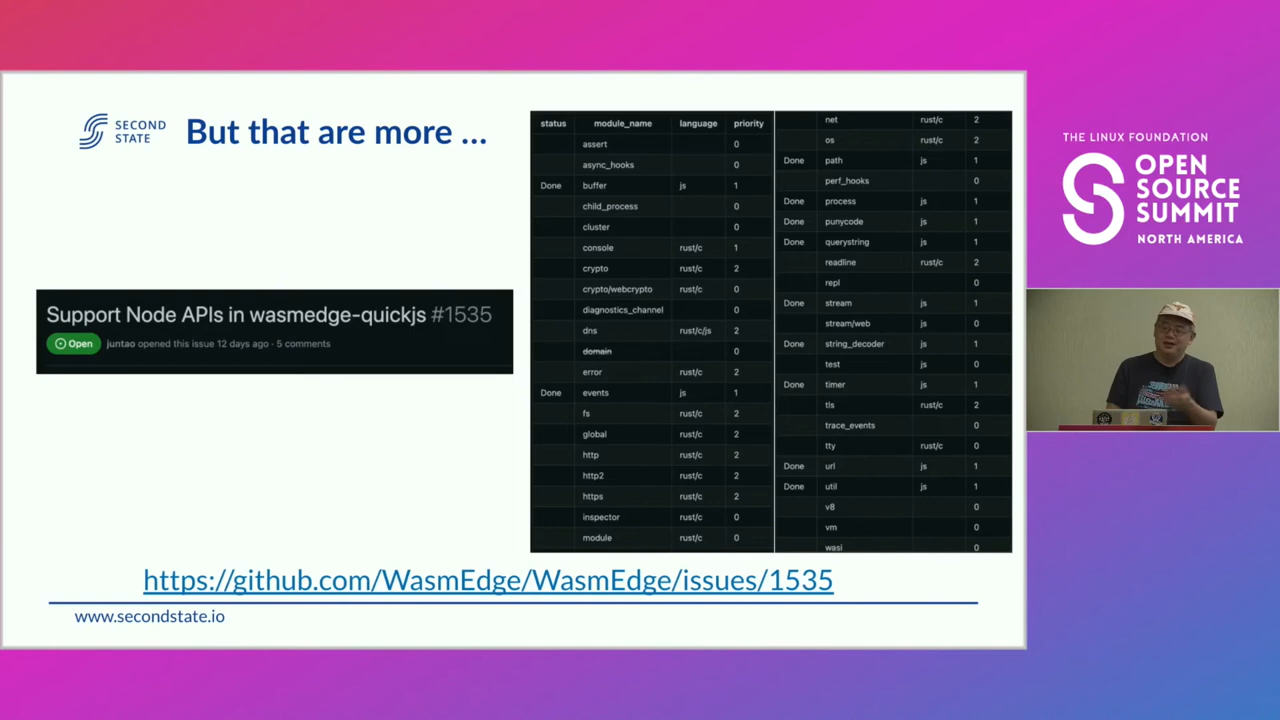 SECOND
STATE
But that are more ...
Support Node APIs in wasmedge-quickjs #1535
Open juntao opened this issue 12 days ago · 5 comments
status module_name language priority
assert 0
async_hooks 0
Done buffer js 1
child_process 0
cluster 0
console rust/c 1
crypto rust/c 2
crypto/webcrypto rust/c 0
diagnostics_channel 0
dns rust/c/js 2
domain 0
error rust/c 2
Done events js 1
fs rust/c 2
global rust/c 2
http rust/c 2
http2 rust/c 2
https rust/c 2
inspector rust/c 0
module rust/c 0
net rust/c 2
os rust/c 2
Done path js 1
perf_hooks 0
Done process js 1
Done punycode js 1
Done querystring js 1
readline rust/c 2
repl 0
Done stream js 1
stream/web js 0
Done string_decoder js 1
test js 0
Done timer js 1
tls rust/c 2
trace_events 0
tty rust/c 0
Done url js 1
Done util js 1
v8 0
vm 0
wasi 0
https://github.com/WasmEdge/WasmEdge/issues/1535
www.secondstate.io
THE LINUX FOUNDATION
OPEN
SOURCE
SUMMIT
NORTH AMERICA